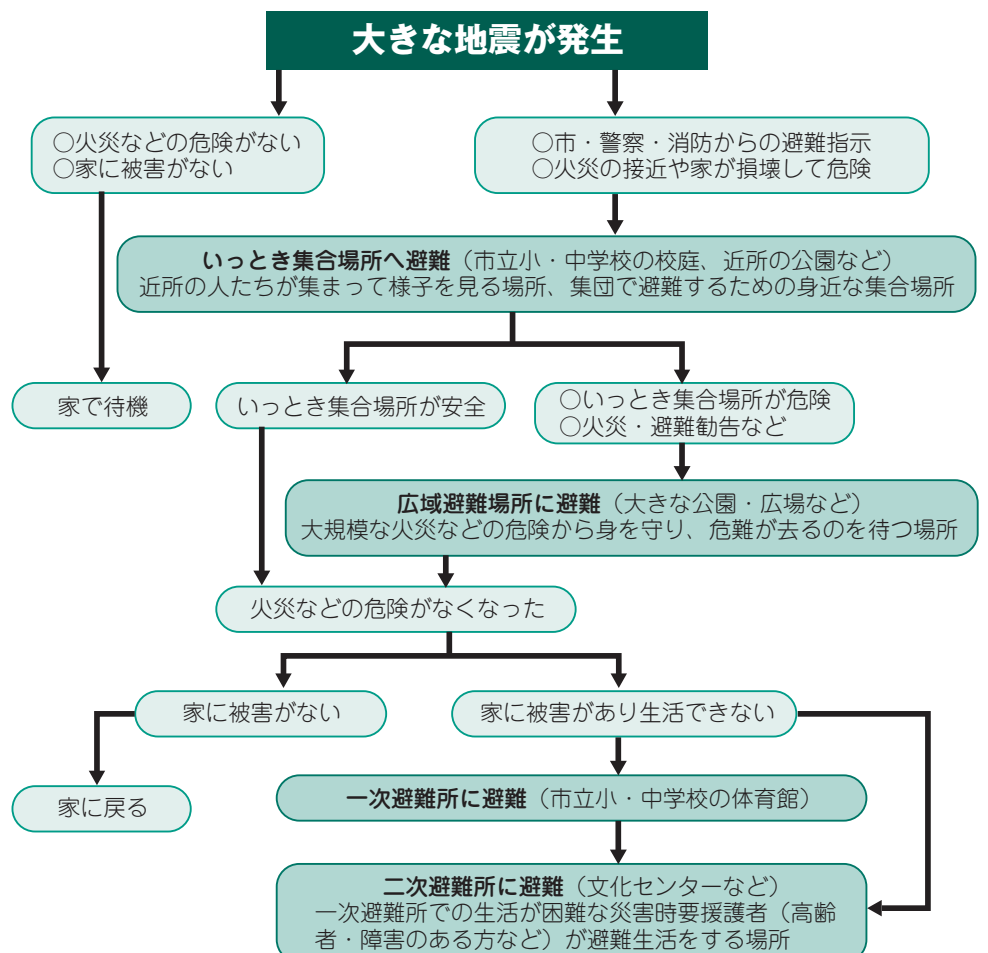 大きな地震が発生
○火災などの危険がない
○家に被害がない
○市・警察・消防からの避難指示
○火災の接近や家が損壊して危険
いっとき集合場所へ避難（市立小・中学校の校庭、近所の公園など）
近所の人たちが集まって様子を見る場所、集団で避難するための身近な集合場所
家で待機
いっとき集合場所が安全
○いっとき集合場所が危険
○火災・避難勧告など
広域避難場所に避難（大きな公園・広場など）
大規模な火災などの危険から身を守り、危難が去るのを待つ場所
火災などの危険がなくなった
家に被害がない
家に被害があり生活できない
家に戻る
一次避難所に避難（市立小・中学校の体育館）
二次避難所に避難（文化センターなど）
一次避難所での生活が困難な災害時要援護者（高齢
者・障害のある方など）が避難生活をする場所